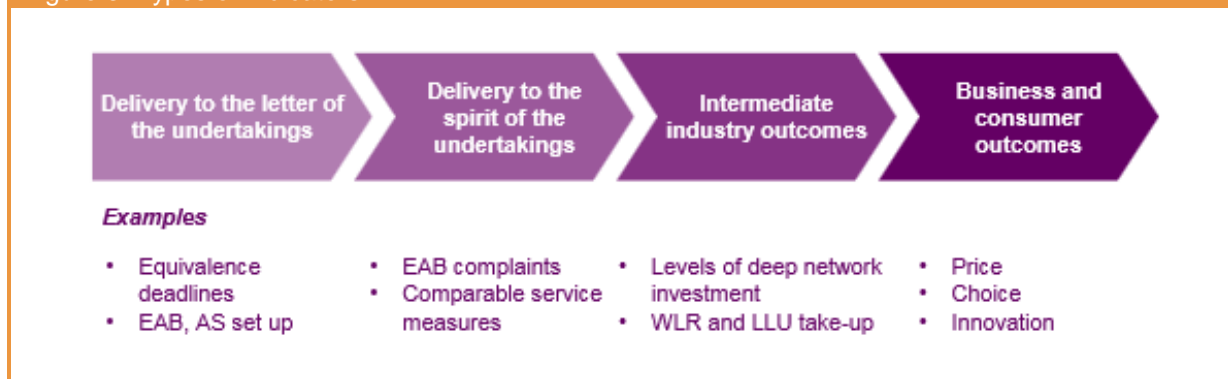 Delivery to the letter of
the undertakings
Delivery to the
spirit of the
undertakings
Intermediate
industry outcomes
Business and
consumer
outcomes
Examples
• Equivalence
deadlines
• EAB, AS set up
• EAB complaints
• Comparable service
measures
• Levels of deep network
investment
• WLR and LLU take-up
• Price
• Choice
• Innovation